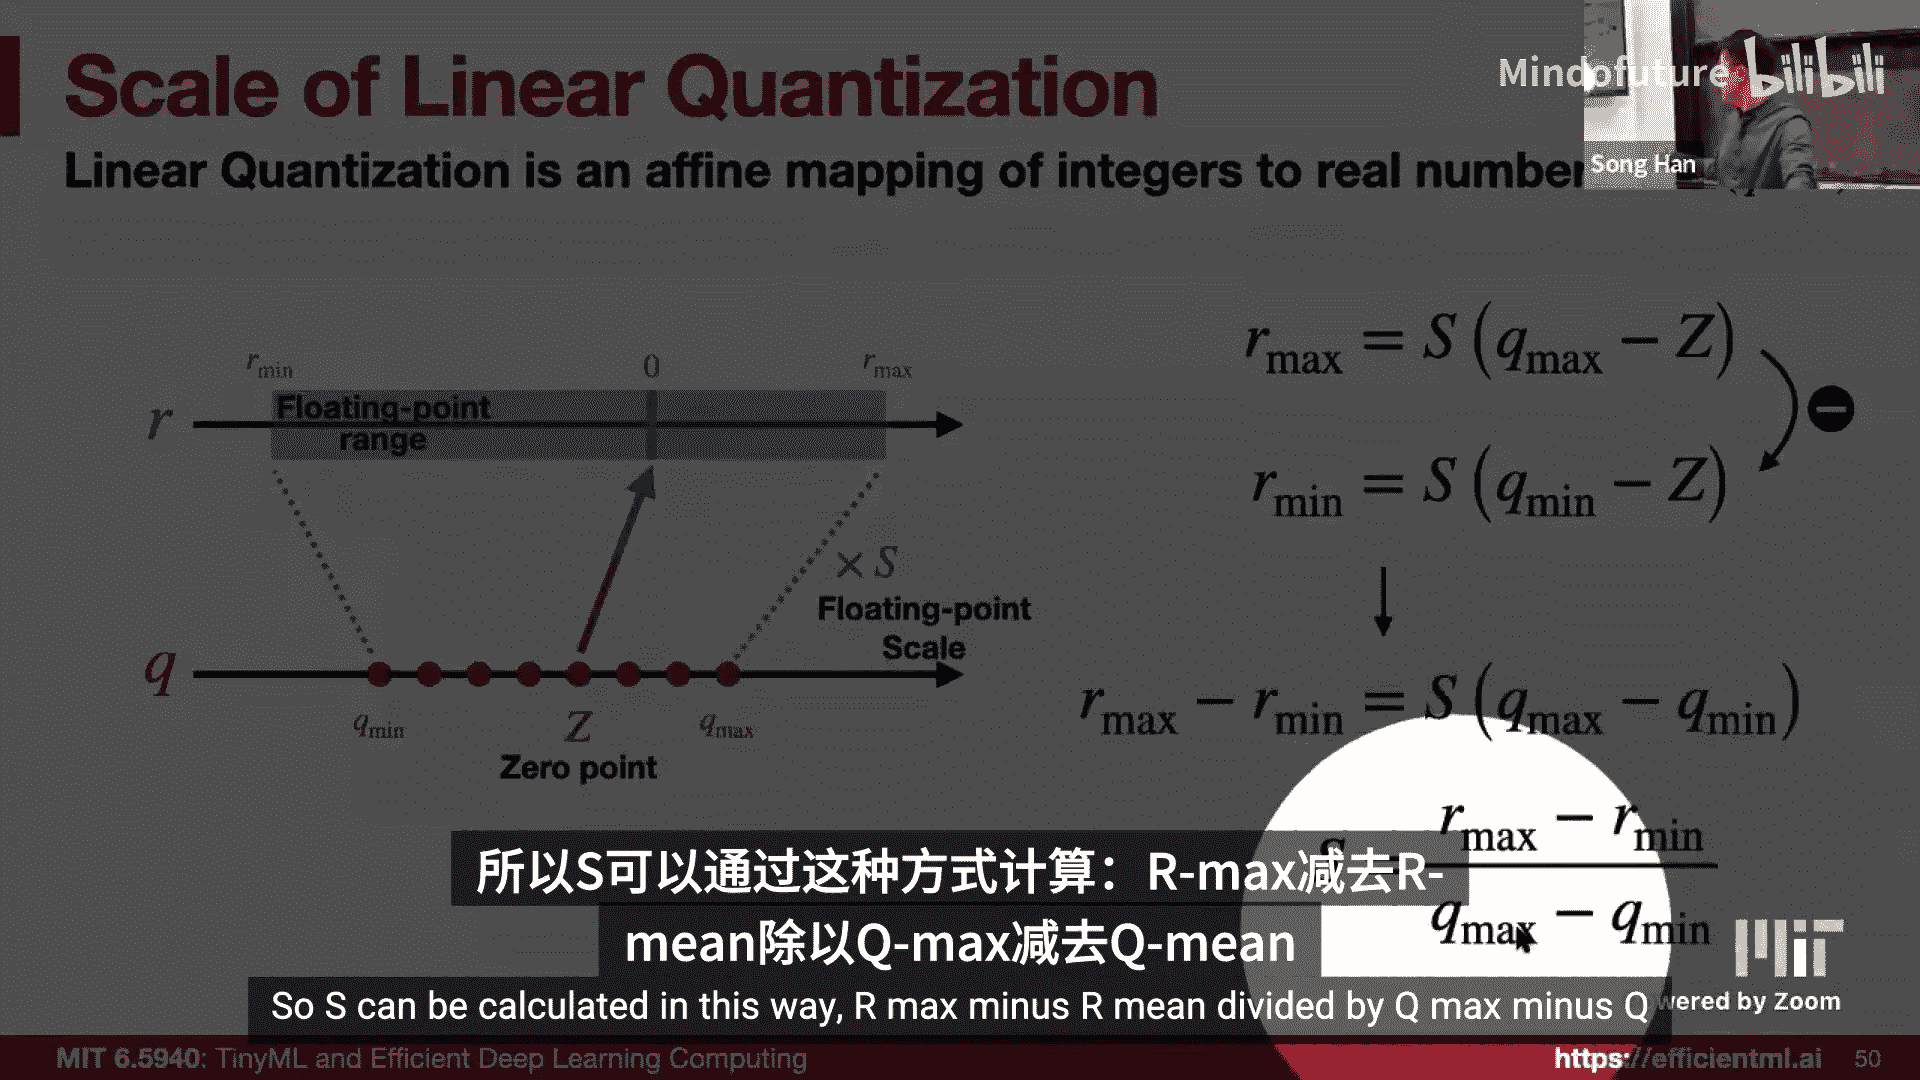 Scale of Linear Quantization
Mindofuture bilibili
Linear Quantization is an affine mapping of integers to real number
Song Han
r_max = S (q_max − Z)
r_min 0 r_max
r
Floating-point
range
−
r_min = S (q_min − Z)
× S
Floating-point
Scale
q
q_min Z q_max
Zero point
r_max − r_min = S (q_max − q_min)
r_max − r_min
q_max − q_min
所以S可以通过这种方式计算：R-max减去R-
mean除以Q-max减去Q-mean
So S can be calculated in this way, R max minus R mean divided by Q max minus Q
MiT
wered by Zoom
MIT 6.5940: TinyML and Efficient Deep Learning Computing
https://efficientml.ai 50